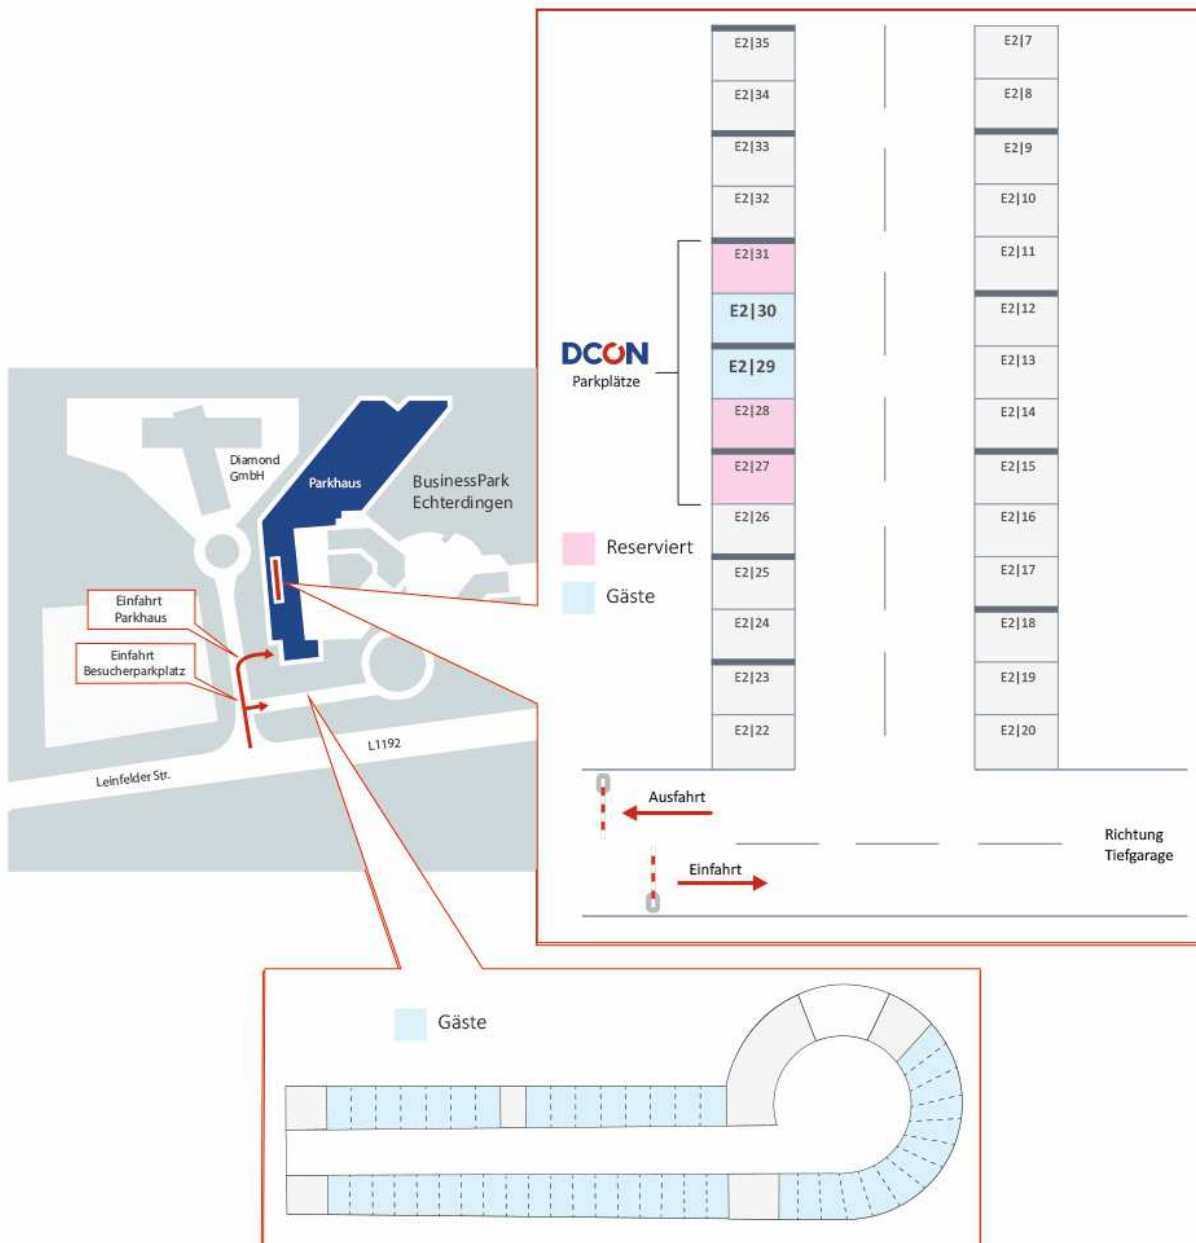 E2|35
E2|34
E2|33
E2|32
E2|31
E2|30
E2|29
E2|28
E2|27
E2|26
E2|25
E2|24
E2|23
E2|22
E2|7
E2|8
E2|9
E2|10
E2|11
E2|12
E2|13
E2|14
E2|15
E2|16
E2|17
E2|18
E2|19
E2|20
DCON
Parkplätze
Reserviert
Gäste
Ausfahrt
Einfahrt
Richtung
Tiefgarage
Diamond
GmbH
Parkhaus
BusinessPark
Echterdingen
Einfahrt
Parkhaus
Einfahrt
Besucherparkplatz
L1192
Leinfelder Str.
Gäste